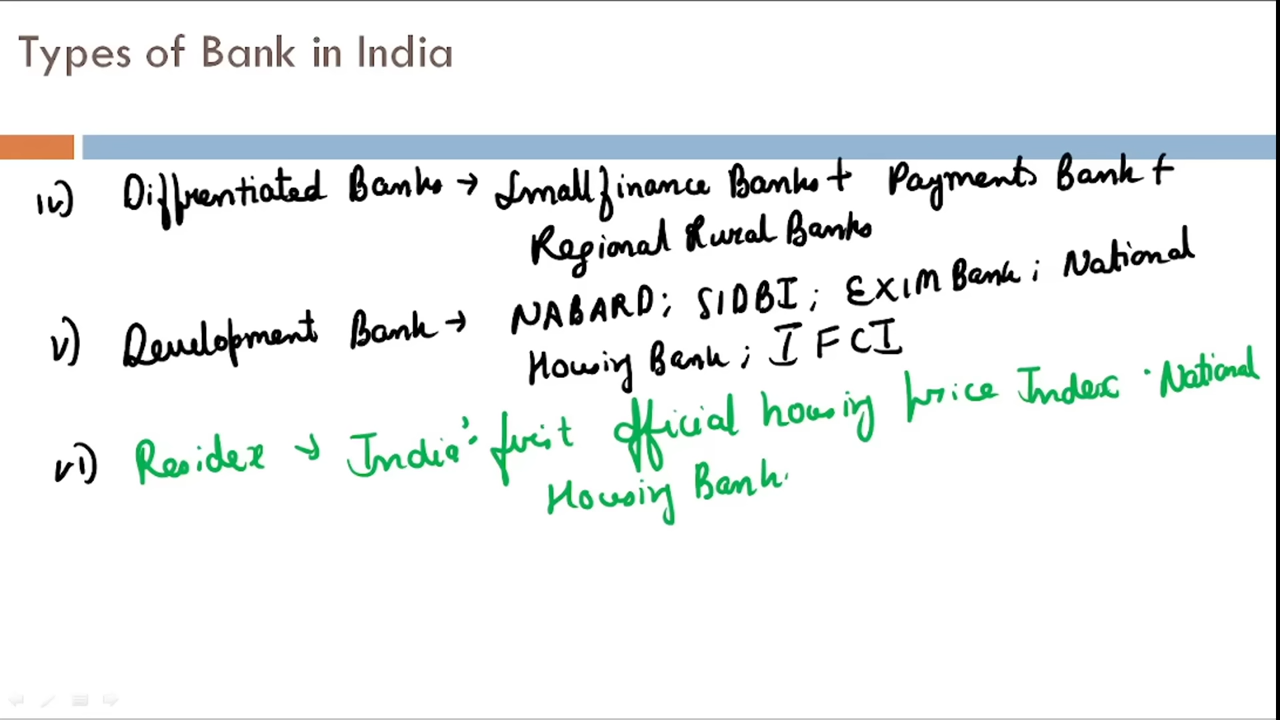 Types of Bank in India
iv) Diffrentiated Banks → Small finance Banks + Payments Bank +
Regional Rural Banks
v) Development Bank → NABARD; SIDBI; EXIM Bank; National
Housing Bank; IFCI
vi) Residex → India's first official housing price Index · National
Housing Bank.